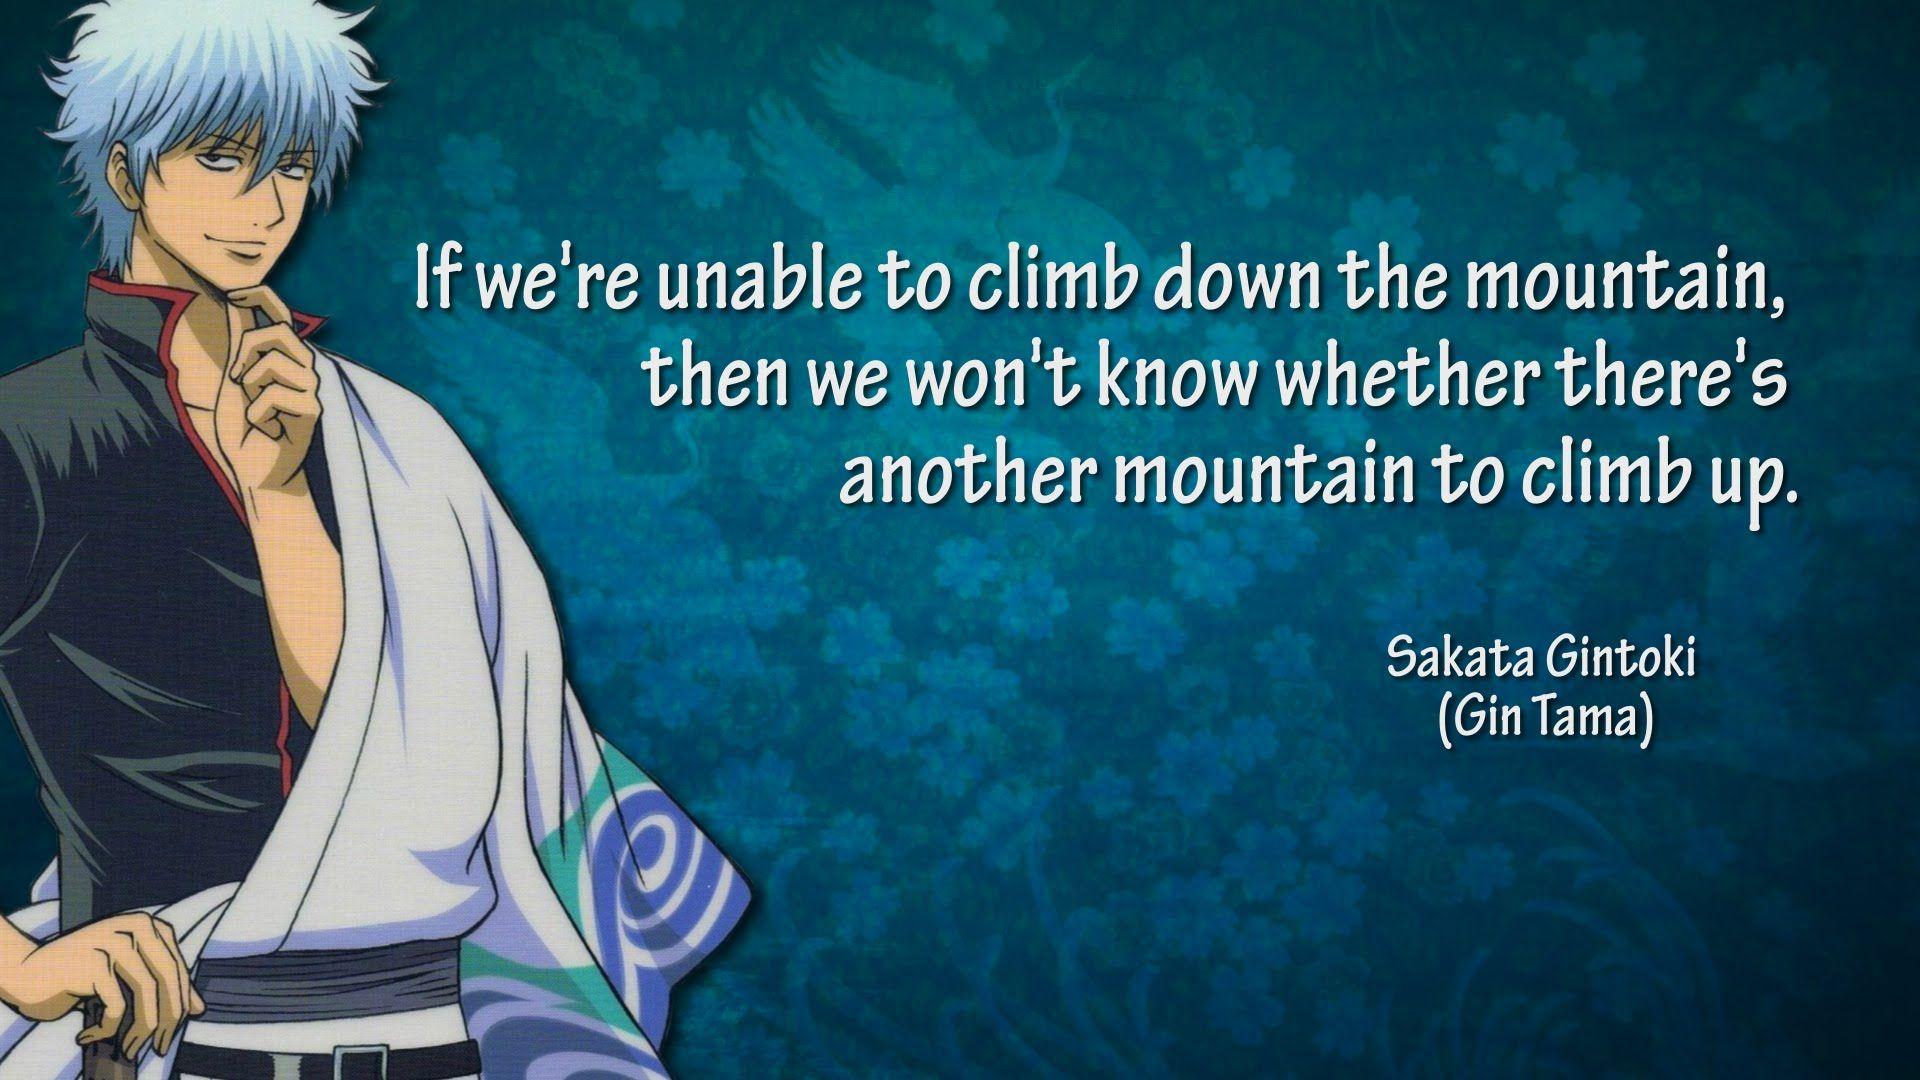 If we're unable to climb down the mountain,
then we won't know whether there's
another mountain to climb up.
Sakata Gintoki
(Gin Tama)